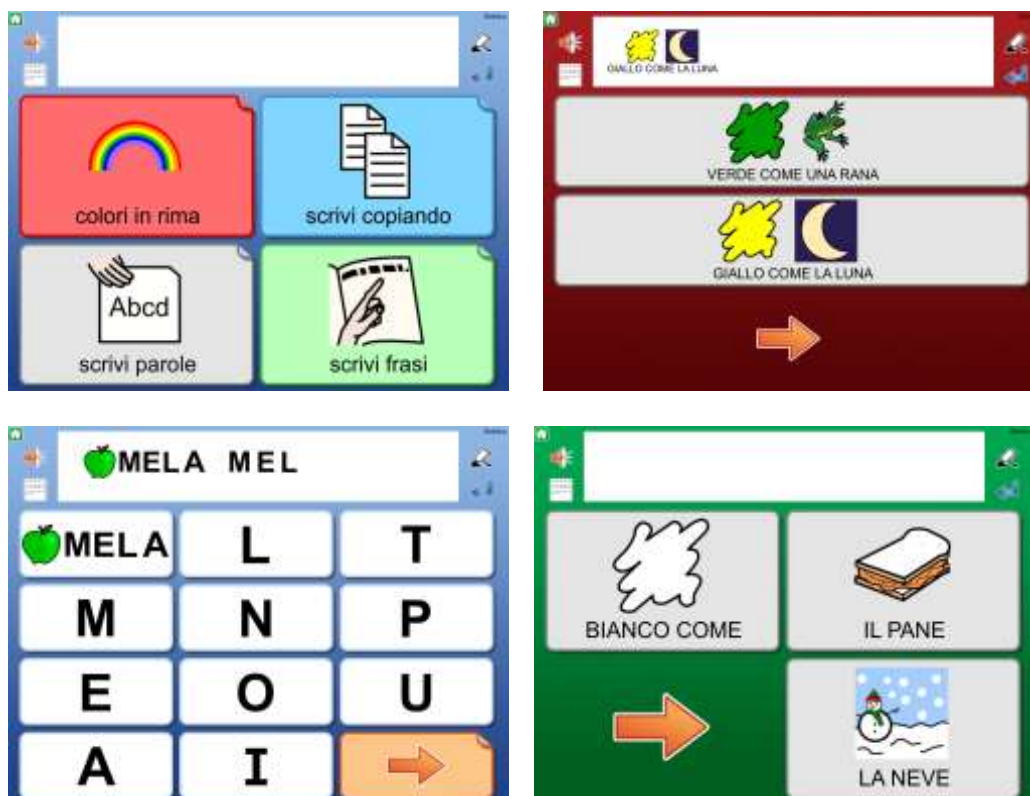 colori in rima
scrivi copiando
Abcd
scrivi parole
scrivi frasi
GIALLO COME LA LUNA
VERDE COME UNA RANA
GIALLO COME LA LUNA
MELA MEL
MELA L T
M N P
E O U
A I
BIANCO COME
IL PANE
LA NEVE